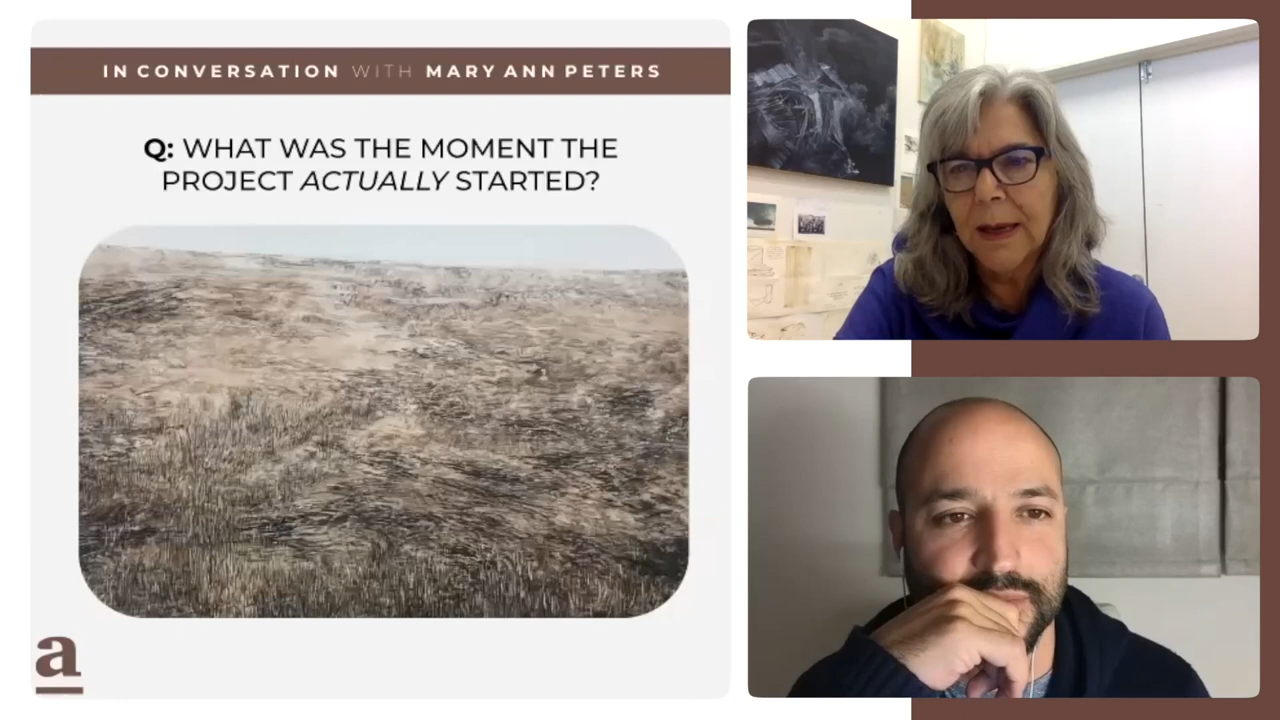 IN CONVERSATION WITH MARY ANN PETERS
Q: WHAT WAS THE MOMENT THE
PROJECT ACTUALLY STARTED?
a